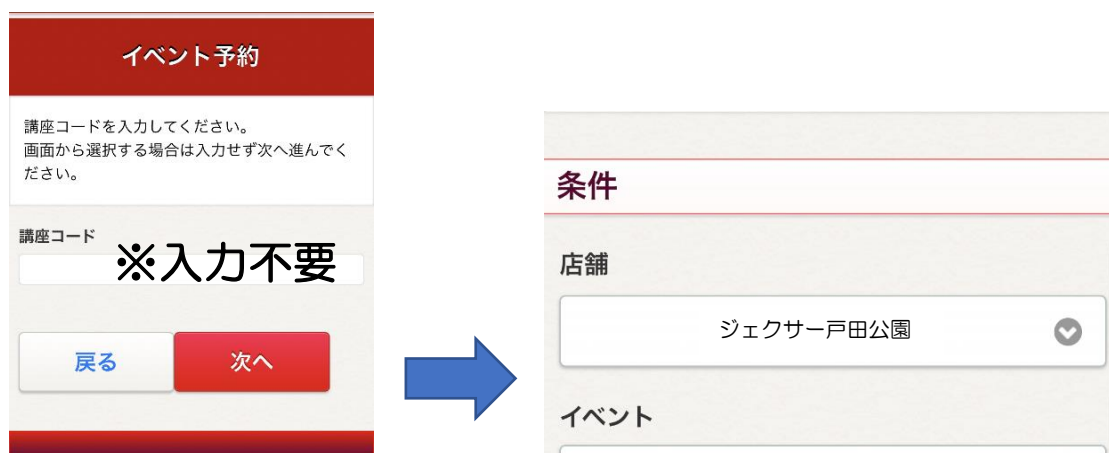 イベント予約
講座コードを入力してください。
画面から選択する場合は入力せず次へ進んでく
ださい。
講座コード
※入力不要
戻る
次へ
条件
店舗
ジェクサー戸田公園
イベント